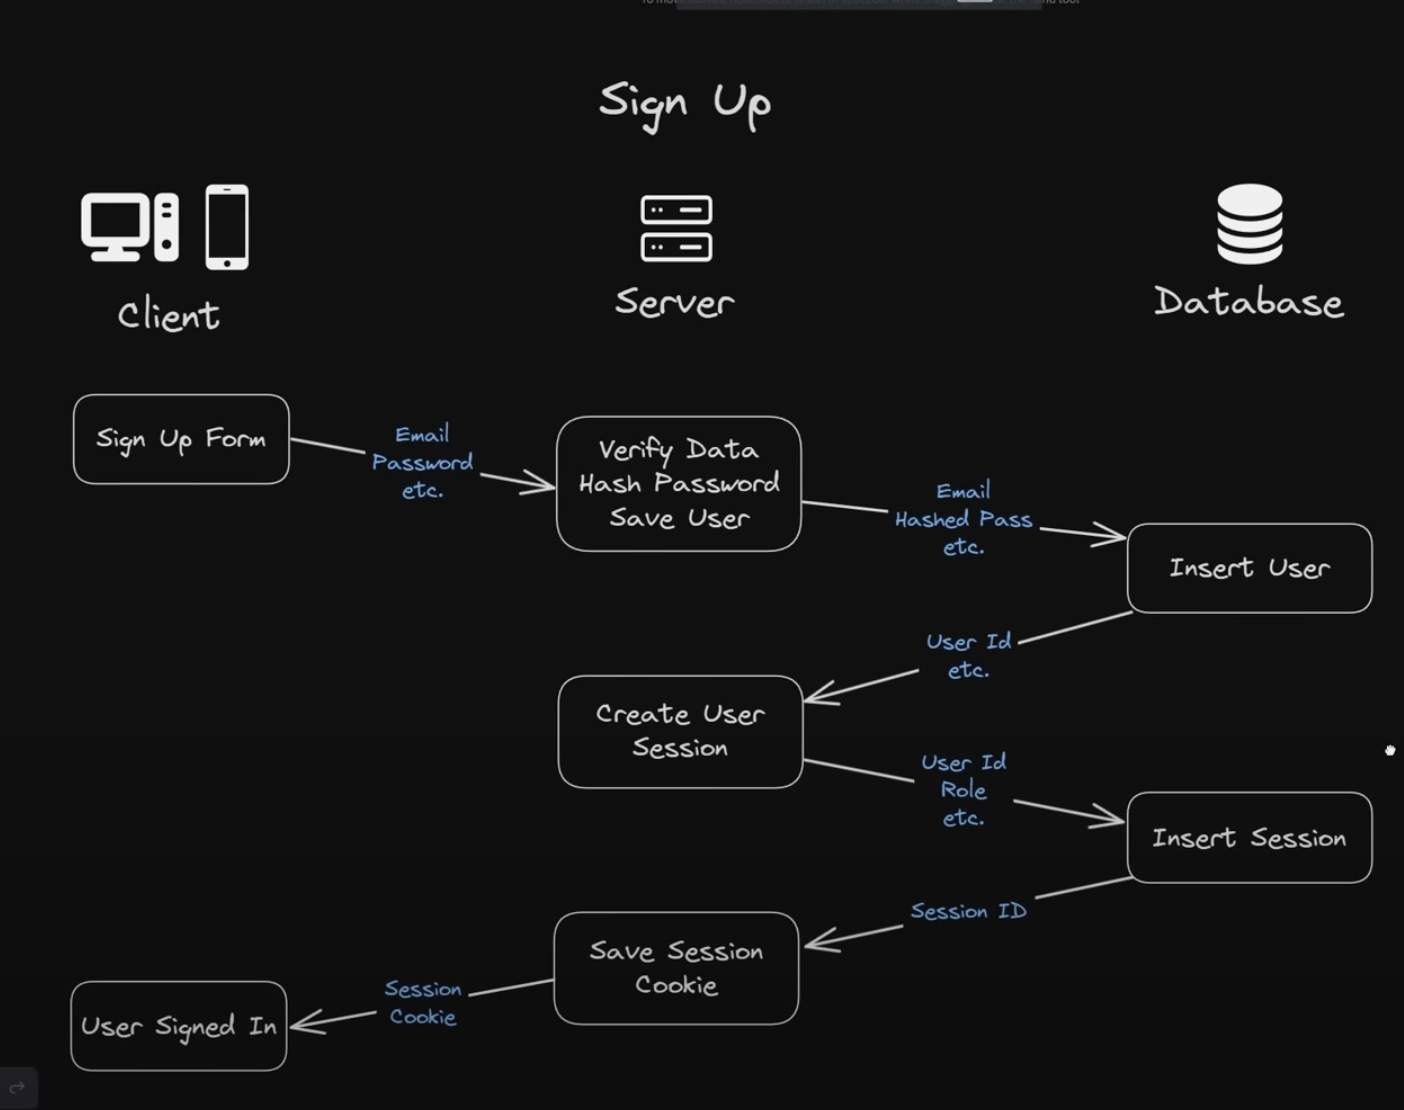 Sign Up
Client
Server
Database
Sign Up Form
Email
Password
etc.
Verify Data
Hash Password
Save User
Email
Hashed Pass
etc.
Insert User
User Id
etc.
Create User
Session
User Id
Role
etc.
Insert Session
Session ID
Save Session
Cookie
Session
Cookie
User Signed In